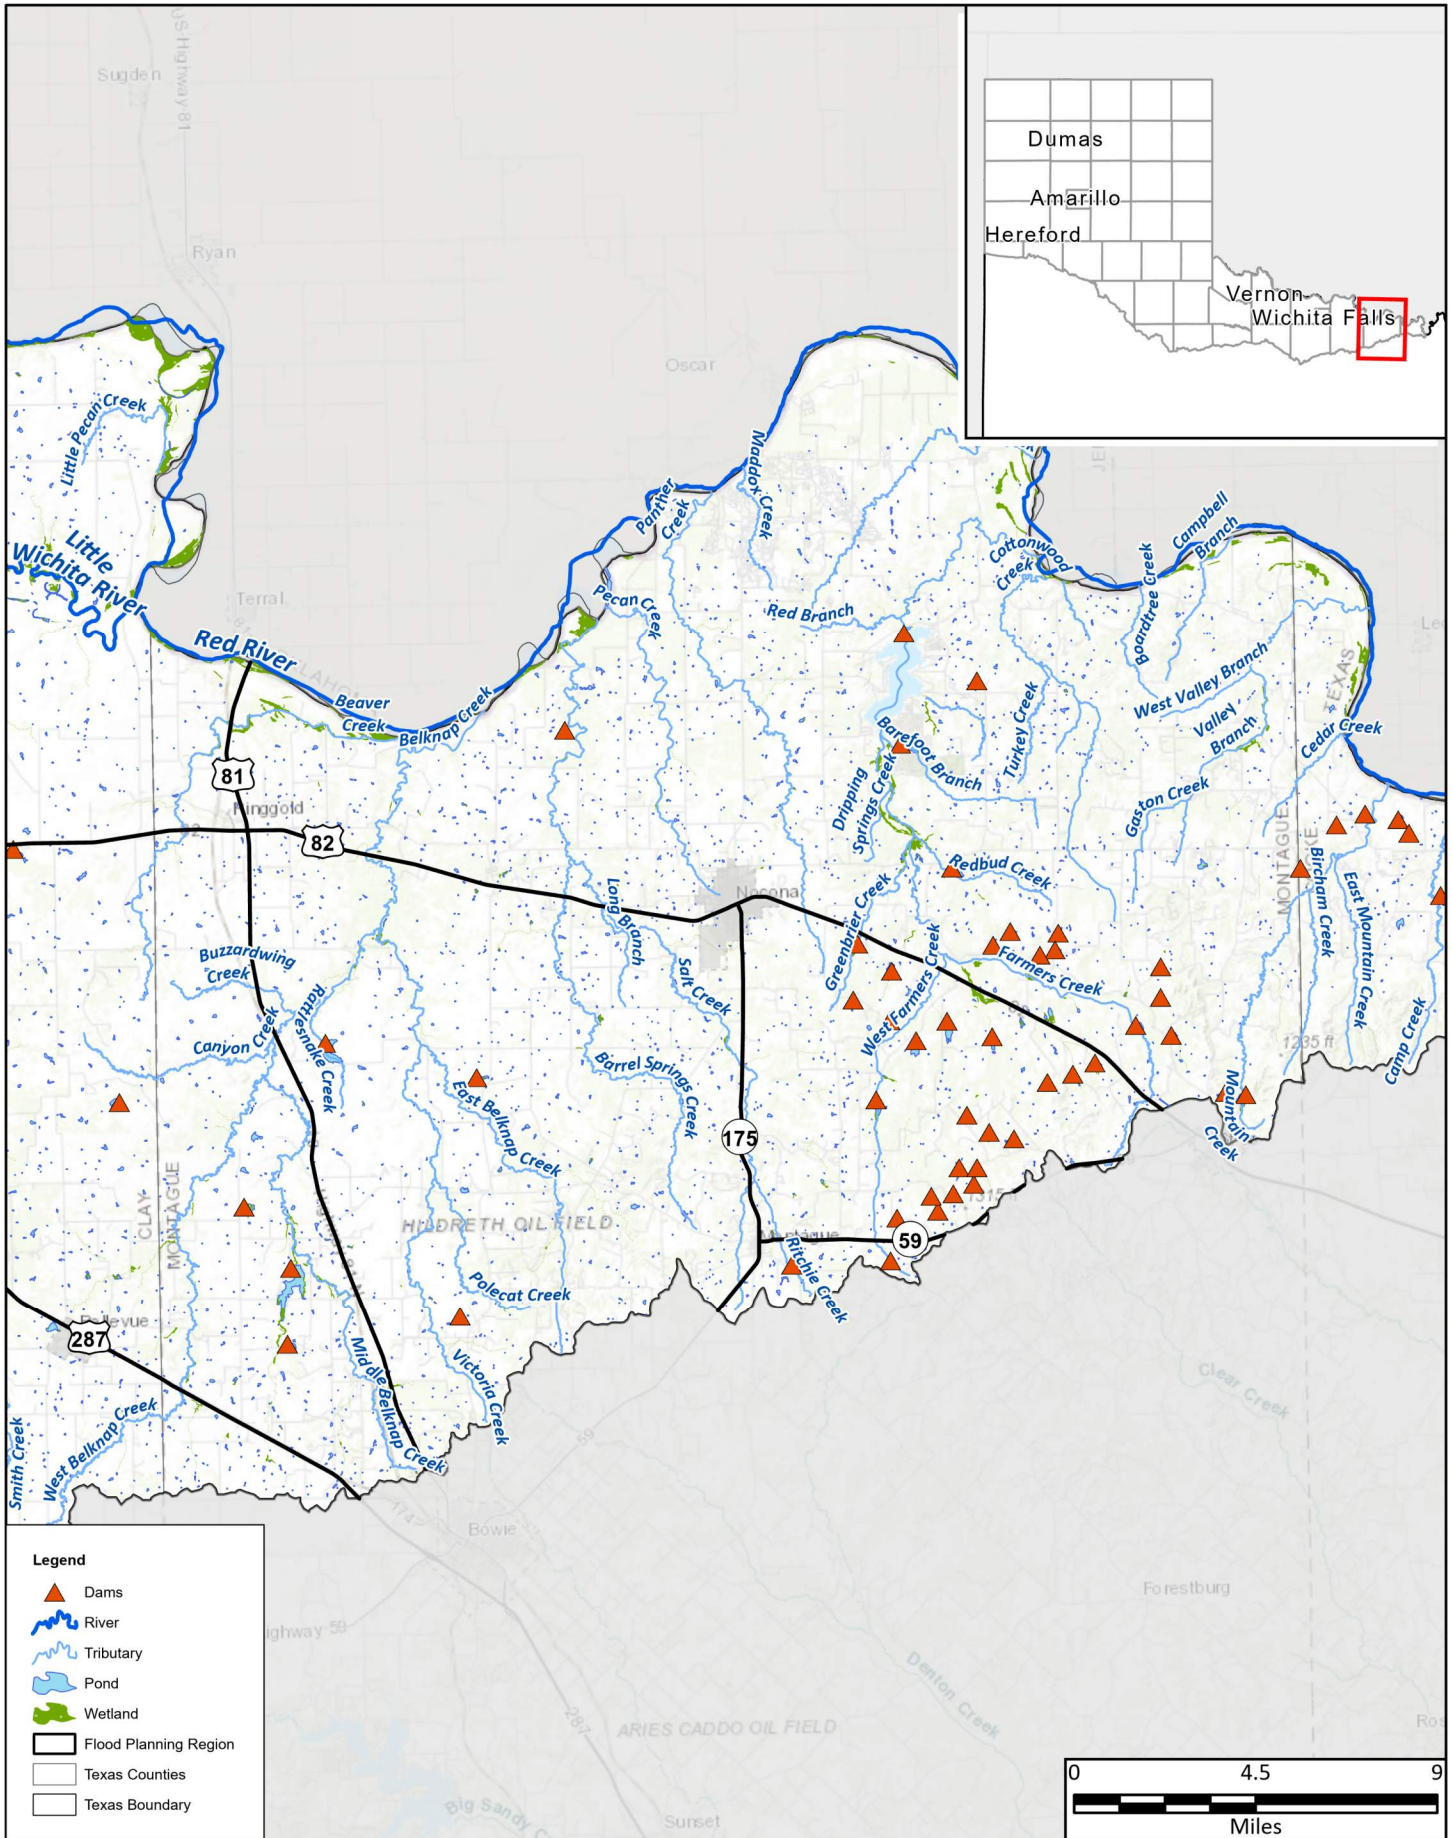 Sugden
US-Highway-81
Ryan
Oscar
Dumas
Amarillo
Hereford
Vernon
Wichita Falls
Little Pecan Creek
Little
Wichita River
Terral
Red River
Beaver
Creek
Belknap Creek
Panther
Creek
Pecan Creek
Maddox Creek
Red Branch
Cottonwood
Creek
Boardtree Creek
Campbell
Branch
West Valley Branch
Valley
Branch
Cedar Creek
TEXAS
Turkey Creek
Barefoot Branch
Dripping
Springs Creek
Gaston Creek
81
Ringgold
82
Nocona
Redbud Creek
Greenbrier Creek
West Farmers Creek
Farmers Creek
MONTAGUE
Bircham Creek
East Mountain Creek
Camp Creek
1235 ft
Mountain
Creek
Long Branch
Salt Creek
Barrel Springs Creek
Buzzardwing
Creek
Canyon Creek
Rattlesnake Creek
East Belknap Creek
175
CLAY
MONTAGUE
HILDRETH OIL FIELD
Montague
59
Ritchie Creek
Polecat Creek
Victoria Creek
Middle Belknap Creek
Bellevue
287
West Belknap Creek
Smith Creek
Clear Creek
59
174
Bowie
Forestburg
Denton Creek
287
ARIES CADDO OIL FIELD
Sunset
Legend
Dams
River
Tributary
Pond
Wetland
Flood Planning Region
Texas Counties
Texas Boundary
0 4.5 9
Miles